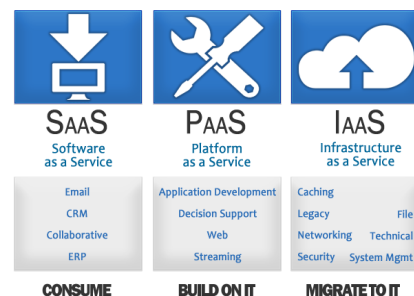 SaaS
Software
as a Service
Email
CRM
Collaborative
ERP
CONSUME
PaaS
Platform
as a Service
Application Development
Decision Support
Web
Streaming
BUILD ON IT
IaaS
Infrastructure
as a Service
Caching
Legacy File
Networking Technical
Security System Mgmt
MIGRATE TO IT